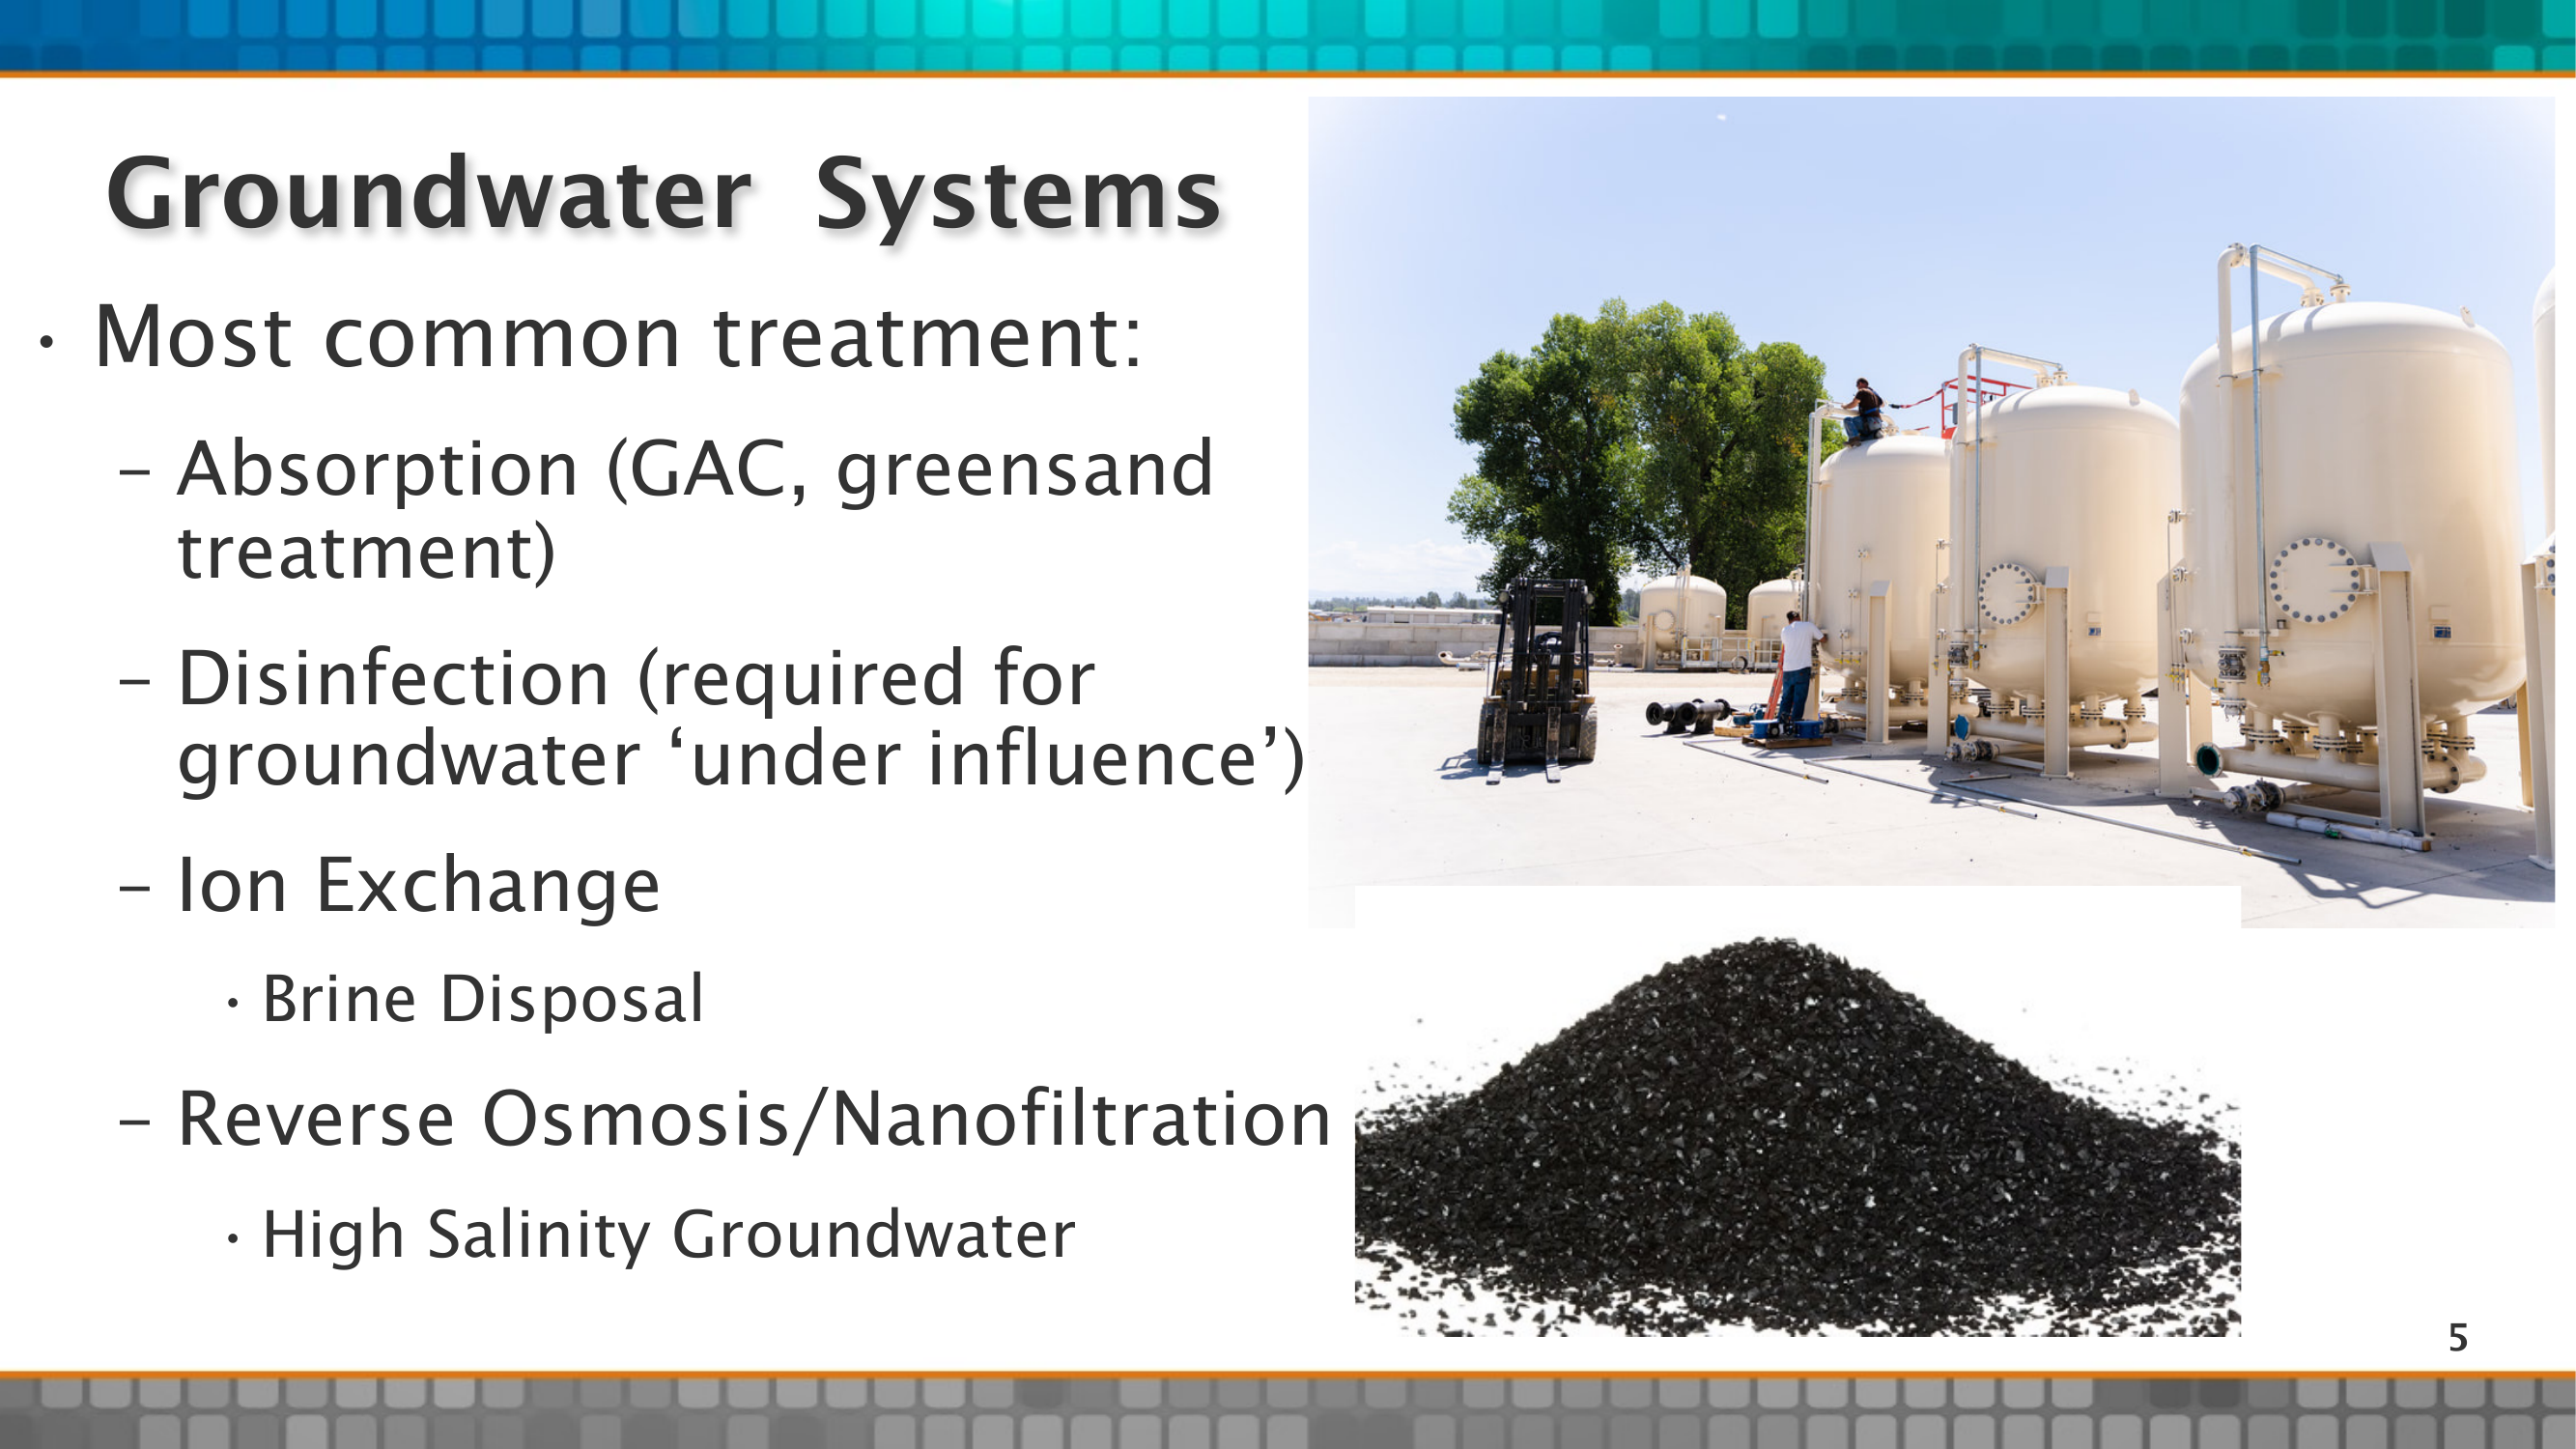 Groundwater Systems
• Most common treatment:
– Absorption (GAC, greensand
treatment)
– Disinfection (required for
groundwater ‘under influence’)
– Ion Exchange
• Brine Disposal
– Reverse Osmosis/Nanofiltration
• High Salinity Groundwater
5